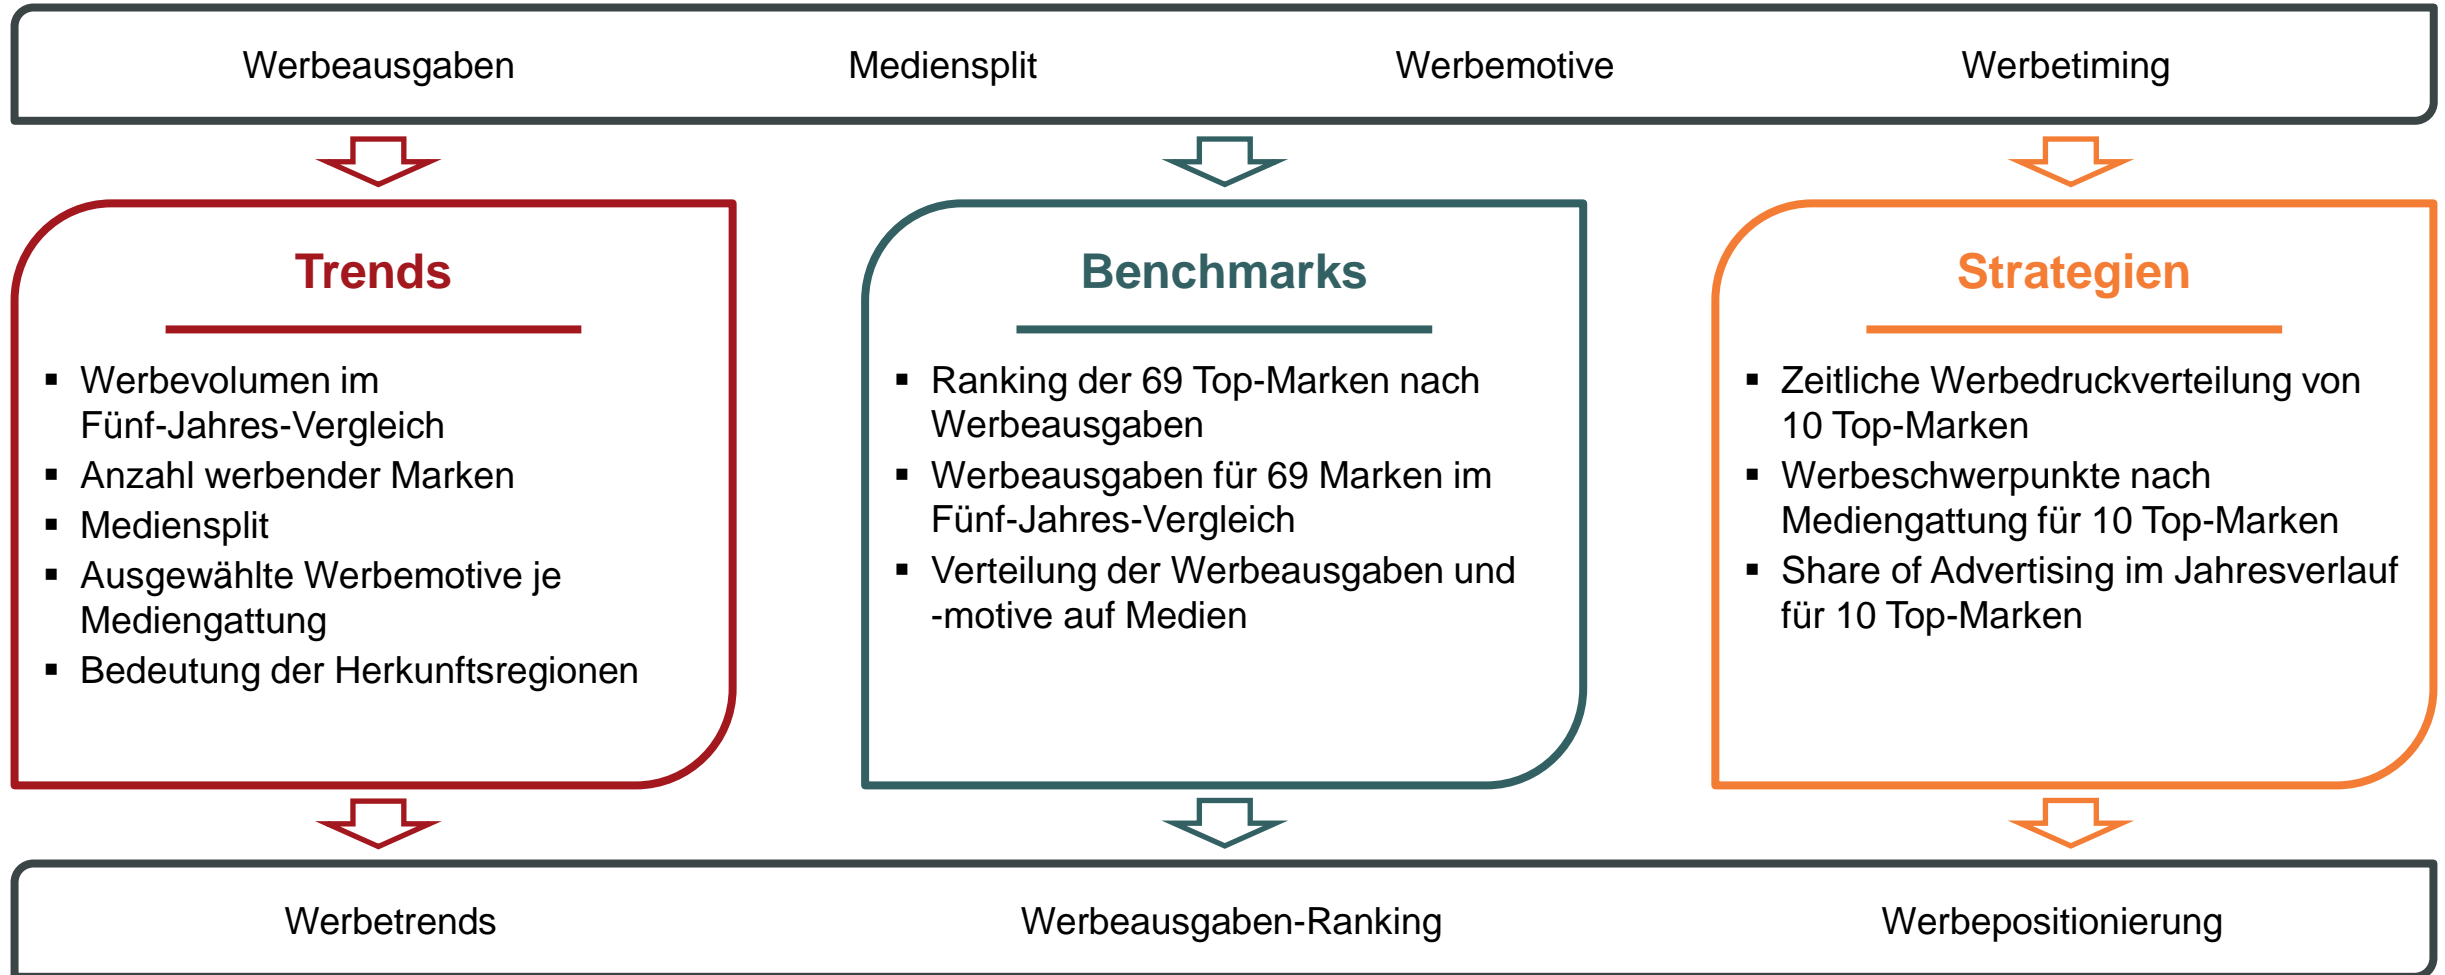 Werbeausgaben Mediensplit Werbemotive Werbetiming
Trends
▪ Werbevolumen im
Fünf-Jahres-Vergleich
▪ Anzahl werbender Marken
▪ Mediensplit
▪ Ausgewählte Werbemotive je
Mediengattung
▪ Bedeutung der Herkunftsregionen
Benchmarks
▪ Ranking der 69 Top-Marken nach
Werbeausgaben
▪ Werbeausgaben für 69 Marken im
Fünf-Jahres-Vergleich
▪ Verteilung der Werbeausgaben und
-motive auf Medien
Strategien
▪ Zeitliche Werbedruckverteilung von
10 Top-Marken
▪ Werbeschwerpunkte nach
Mediengattung für 10 Top-Marken
▪ Share of Advertising im Jahresverlauf
für 10 Top-Marken
Werbetrends Werbeausgaben-Ranking Werbepositionierung